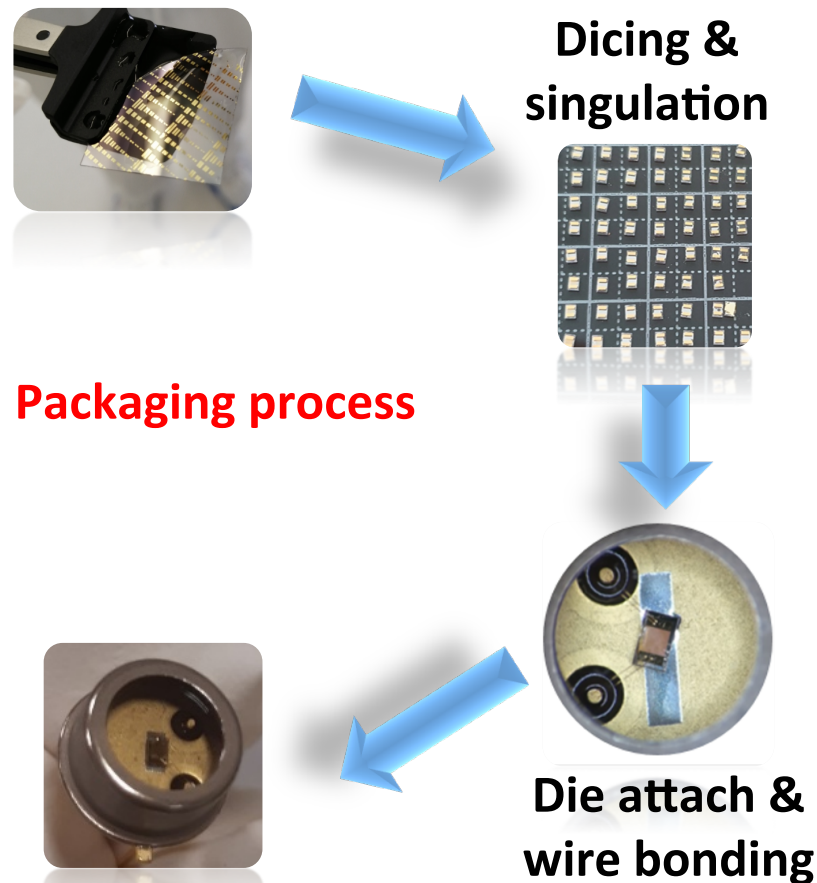 Dicing &
singulation
Packaging process
Die attach &
wire bonding